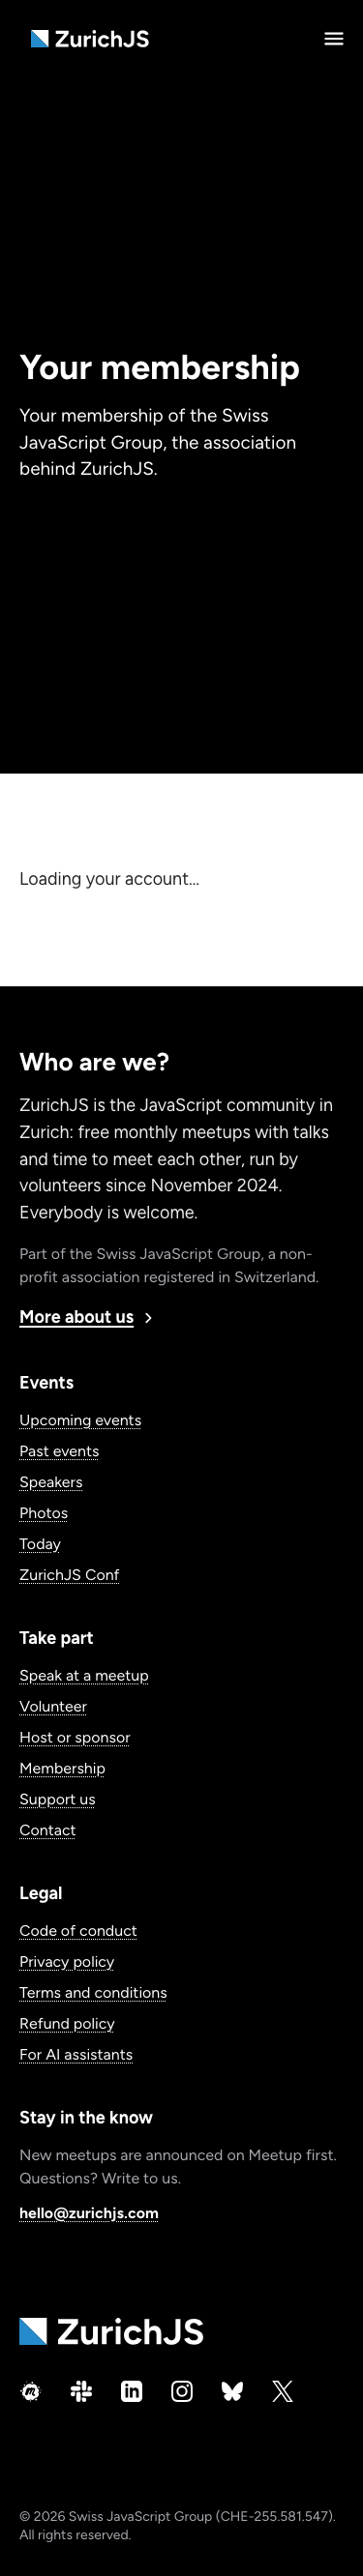 ZurichJS
Your membership
Your membership of the Swiss
JavaScript Group, the association
behind ZurichJS.
Loading your account...
Who are we?
ZurichJS is the JavaScript community in
Zurich: free monthly meetups with talks
and time to meet each other, run by
volunteers since November 2024.
Everybody is welcome.
Part of the Swiss JavaScript Group, a non-
profit association registered in Switzerland.
More about us
Events
Upcoming events
Past events
Speakers
Photos
Today
ZurichJS Conf
Take part
Speak at a meetup
Volunteer
Host or sponsor
Membership
Support us
Contact
Legal
Code of conduct
Privacy policy
Terms and conditions
Refund policy
For AI assistants
Stay in the know
New meetups are announced on Meetup first.
Questions? Write to us.
hello@zurichjs.com
ZurichJS
© 2026 Swiss JavaScript Group (CHE-255.581.547).
All rights reserved.